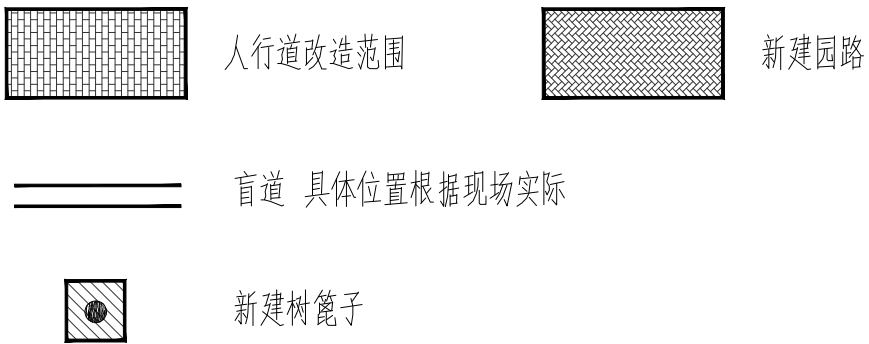 人行道改造范围
新建园路
盲道 具体位置根据现场实际
新建树篦子